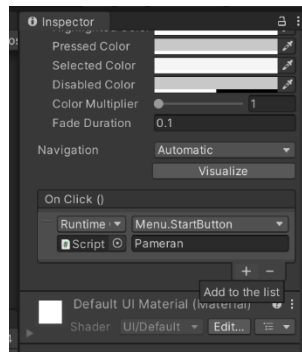 Inspector
Pressed Color
Selected Color
Disabled Color
Color Multiplier 1
Fade Duration 0.1
Navigation Automatic
Visualize
On Click ()
Runtime Menu.StartButton
Script Pameran
+ −
Add to the list
Default UI Material (Material)
Shader UI/Default Edit...